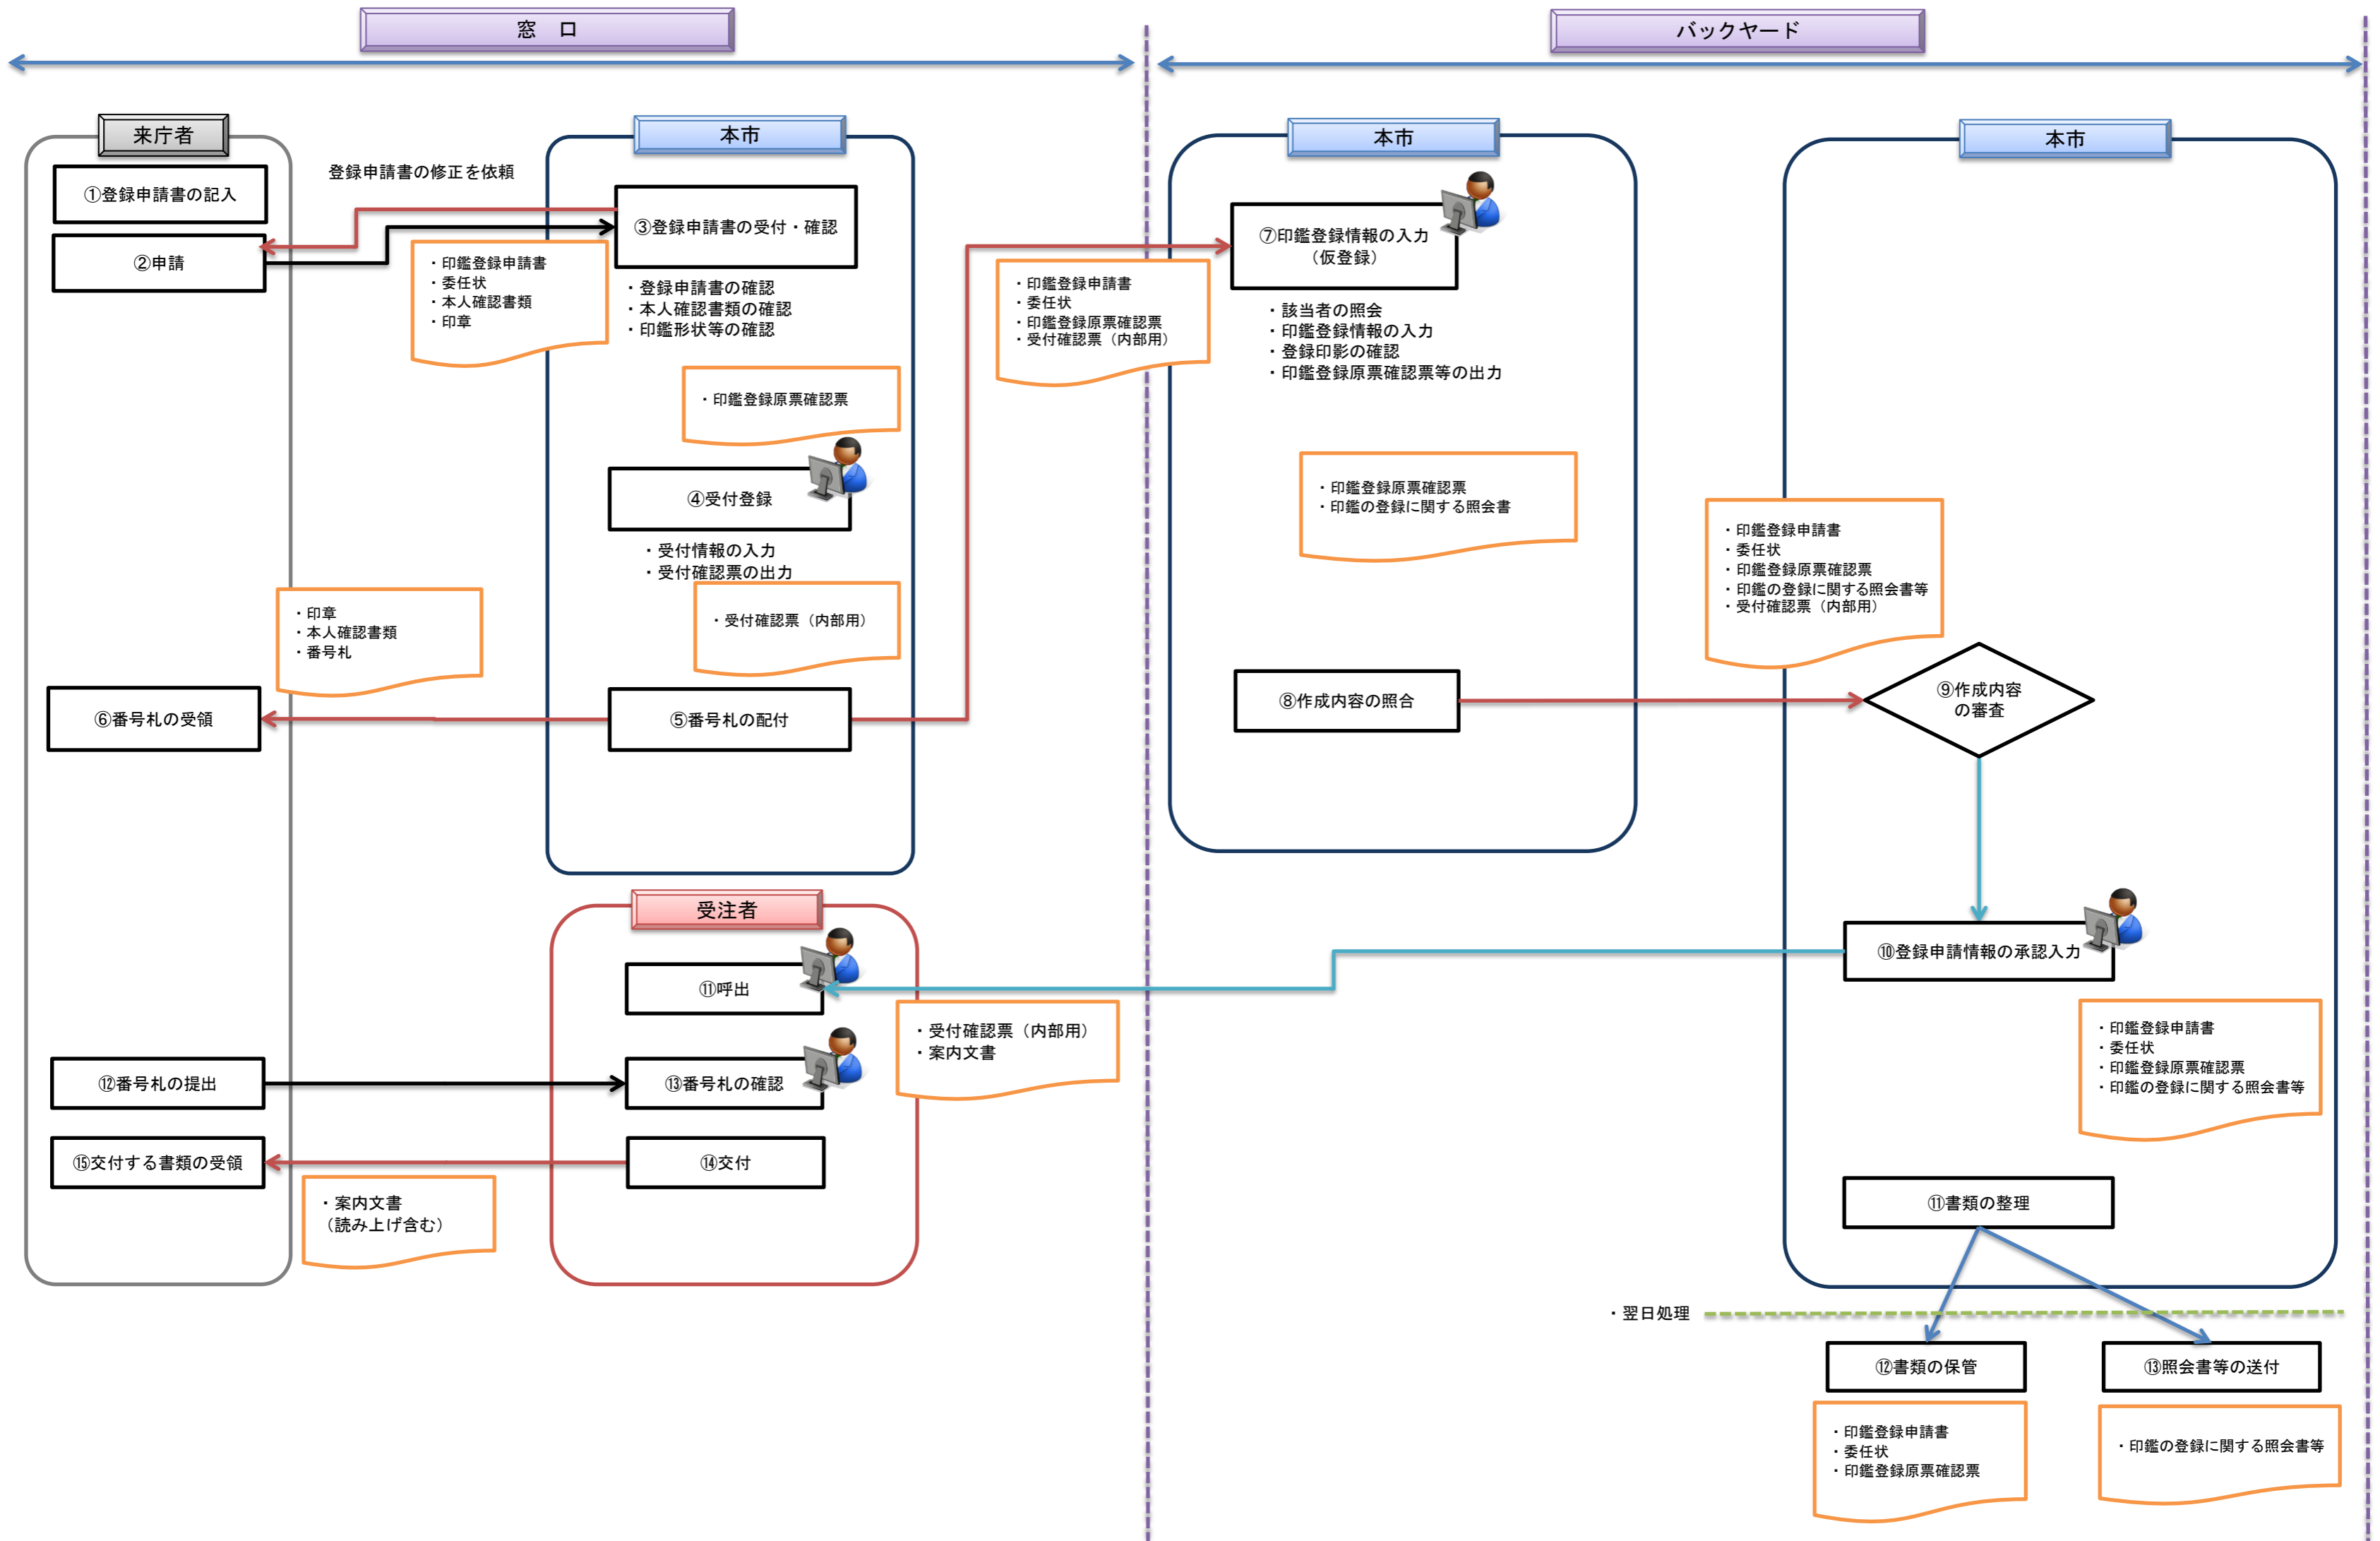 窓　口
バックヤード
来庁者
①登録申請書の記入
②申請
登録申請書の修正を依頼
・印鑑登録申請書
・委任状
・本人確認書類
・印章
本市
③登録申請書の受付・確認
・登録申請書の確認
・本人確認書類の確認
・印鑑形状等の確認
・印鑑登録原票確認票
④受付登録
・受付情報の入力
・受付確認票の出力
・受付確認票（内部用）
⑤番号札の配付
・印章
・本人確認書類
・番号札
⑥番号札の受領
・印鑑登録申請書
・委任状
・印鑑登録原票確認票
・受付確認票（内部用）
本市
⑦印鑑登録情報の入力
（仮登録）
・該当者の照会
・印鑑登録情報の入力
・登録印影の確認
・印鑑登録原票確認票等の出力
・印鑑登録原票確認票
・印鑑の登録に関する照会書
⑧作成内容の照合
本市
・印鑑登録申請書
・委任状
・印鑑登録原票確認票
・印鑑の登録に関する照会書等
・受付確認票（内部用）
⑨作成内容
の審査
⑩登録申請情報の承認入力
・印鑑登録申請書
・委任状
・印鑑登録原票確認票
・印鑑の登録に関する照会書等
受注者
⑪呼出
・受付確認票（内部用）
・案内文書
⑫番号札の提出
⑬番号札の確認
⑮交付する書類の受領
⑭交付
・案内文書
（読み上げ含む）
⑪書類の整理
・翌日処理
⑫書類の保管
⑬照会書等の送付
・印鑑登録申請書
・委任状
・印鑑登録原票確認票
・印鑑の登録に関する照会書等